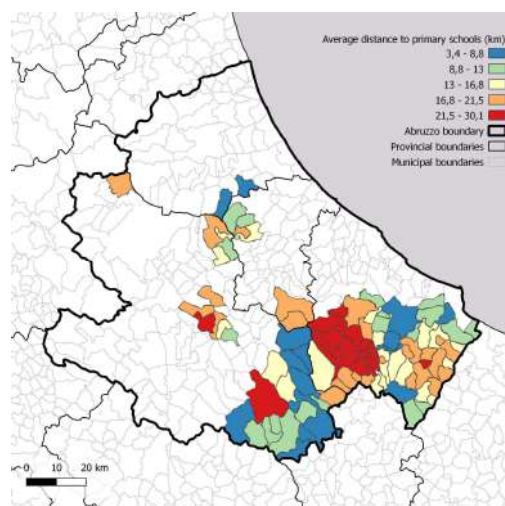 Average distance to primary schools (km)
3,4 - 8,8
8,8 - 13
13 - 16,8
16,8 - 21,5
21,5 - 30,1
Abruzzo boundary
Provincial boundaries
Municipal boundaries
0 10 20 km